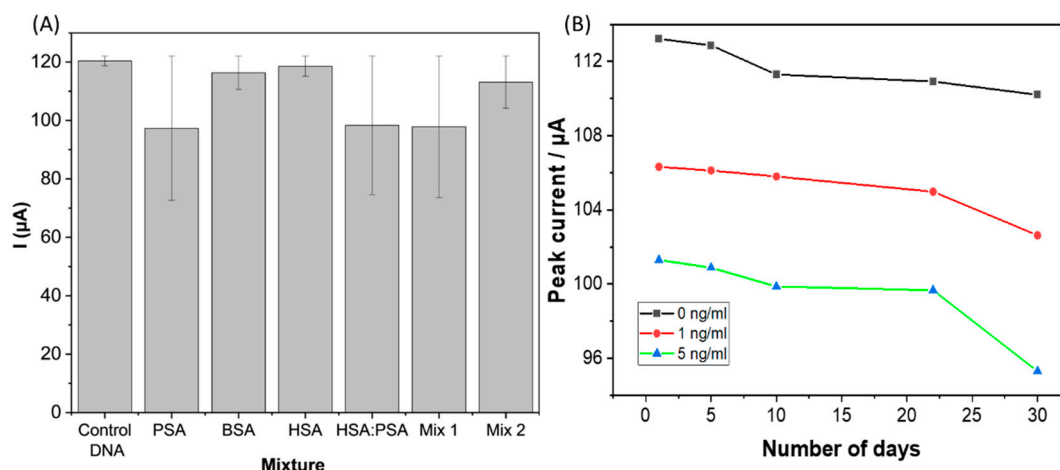 (A)
I (µA)
120
100
80
60
40
20
0
Control DNA
PSA
BSA
HSA
HSA:PSA
Mix 1
Mix 2
Mixture
(B)
Peak current / µA
112
108
104
100
96
0 ng/ml
1 ng/ml
5 ng/ml
0
5
10
15
20
25
30
Number of days